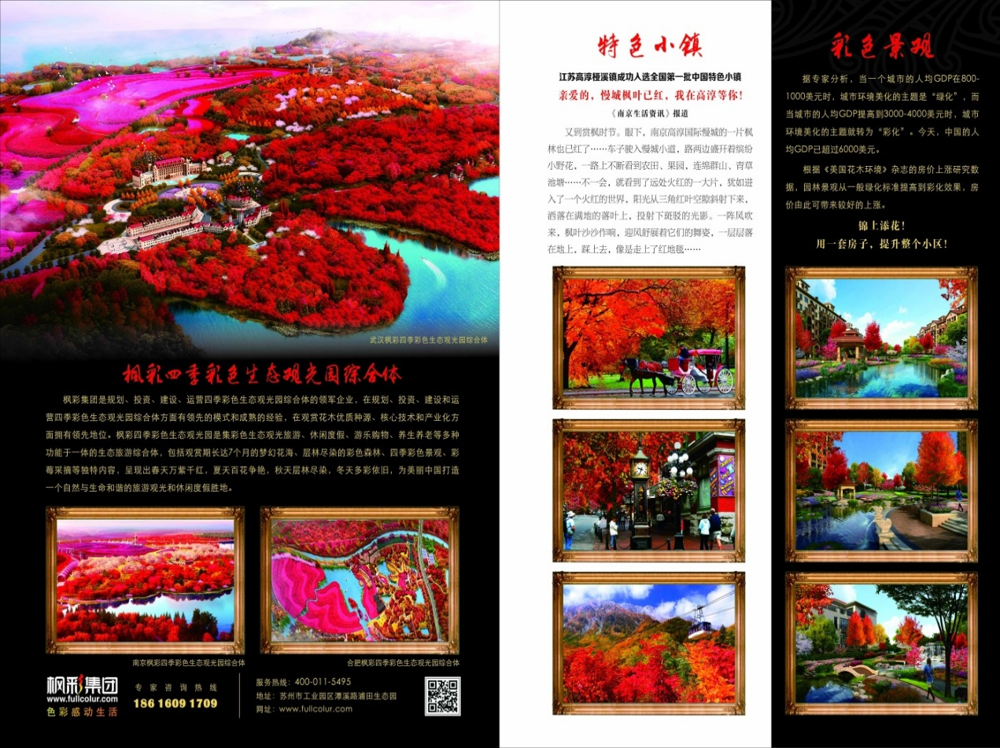 武汉枫彩四季彩色生态观光园综合体
枫彩四季彩色生态观光园综合体
枫彩集团是规划、投资、建设、运营四季彩色生态观光园综合体的领军企业，在规划、投资、建设和运
营四季彩色生态观光园综合体方面有领先的模式和成熟的经验，在观赏花木优质种源、核心技术和产业化方
面拥有领先地位。枫彩四季彩色生态观光园是集彩色生态观光旅游、休闲度假、游乐购物、养生养老等多种
功能于一体的生态旅游综合体，包括观赏期长达7个月的梦幻花海、层林尽染的彩色森林、四季彩色景观、彩
莓采摘等独特内容，呈现出春天万紫千红，夏天百花争艳，秋天层林尽染，冬天多彩依旧，为美丽中国打造
一个自然与生命和谐的旅游观光和休闲度假胜地。
南京枫彩四季彩色生态观光园综合体
合肥枫彩四季彩色生态观光园综合体
枫彩集团
www.fullcolur.com
色彩感动生活
专家咨询热线
186 1609 1709
服务热线：400-011-5495
地址：苏州市工业园区潭溪路浦田生态园
网址：www.fullcolur.com
特色小镇
江苏高淳桠溪镇成功入选全国第一批中国特色小镇
亲爱的，慢城枫叶已红，我在高淳等你！
《南京生活资讯》报道
又到赏枫时节。眼下，南京高淳国际慢城的一片枫
林也已红了……车子驶入慢城小道，路两边盛开着缤纷
小野花，一路上不断看到农田、果园，连绵群山、青草
池塘……不一会，就看到了远处火红的一大片，犹如进
入了一个火红的世界，阳光从三角红叶空隙斜射下来，
洒落在满地的落叶上，投射下斑驳的光影。一阵风吹
来，枫叶沙沙作响，迎风舒展着它们的舞姿，一层层落
在地上，踩上去，像是走上了红地毯……
彩色景观
据专家分析，当一个城市的人均GDP在800-
1000美元时，城市环境美化的主题是“绿化”，而
当城市的人均GDP提高到3000-4000美元时，城市
环境美化的主题就转为“彩化”。今天，中国的人
均GDP已超过6000美元。
根据《美国花木环境》杂志的房价上涨研究数
据，园林景观从一般绿化标准提高到彩化效果，房
价由此可带来较好的上涨。
锦上添花！
用一套房子，提升整个小区！